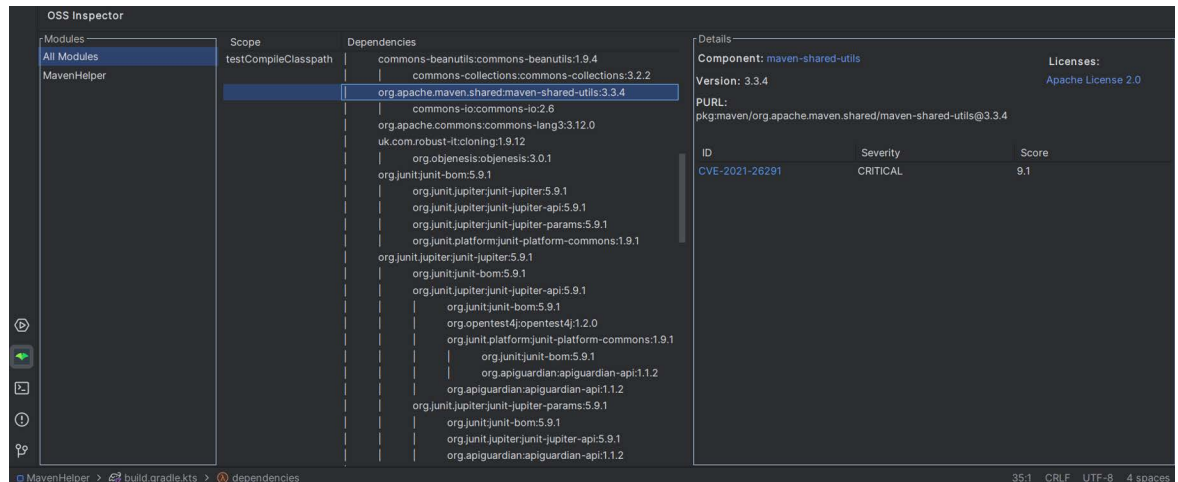 OSS Inspector
Modules
All Modules
MavenHelper
Scope
testCompileClasspath
Dependencies
commons-beanutils:commons-beanutils:1.9.4
commons-collections:commons-collections:3.2.2
org.apache.maven.shared:maven-shared-utils:3.3.4
commons-io:commons-io:2.6
org.apache.commons:commons-lang3:3.12.0
uk.com.robust-it:cloning:1.9.12
org.objenesis:objenesis:3.0.1
org.junit:junit-bom:5.9.1
org.junit.jupiter:junit-jupiter:5.9.1
org.junit.jupiter:junit-jupiter-api:5.9.1
org.junit.jupiter:junit-jupiter-params:5.9.1
org.junit.platform:junit-platform-commons:1.9.1
org.junit.jupiter:junit-jupiter:5.9.1
org.junit:junit-bom:5.9.1
org.junit.jupiter:junit-jupiter-api:5.9.1
org.junit:junit-bom:5.9.1
org.opentest4j:opentest4j:1.2.0
org.junit.platform:junit-platform-commons:1.9.1
org.junit:junit-bom:5.9.1
org.apiguardian:apiguardian-api:1.1.2
org.apiguardian:apiguardian-api:1.1.2
org.junit.jupiter:junit-jupiter-params:5.9.1
org.junit:junit-bom:5.9.1
org.junit.jupiter:junit-jupiter-api:5.9.1
org.apiguardian:apiguardian-api:1.1.2
Details
Component: maven-shared-utils
Licenses:
Version: 3.3.4
Apache License 2.0
PURL:
pkg:maven/org.apache.maven.shared/maven-shared-utils@3.3.4
ID Severity Score
CVE-2021-26291 CRITICAL 9.1
MavenHelper > build.gradle.kts > dependencies
35:1 CRLF UTF-8 4 spaces